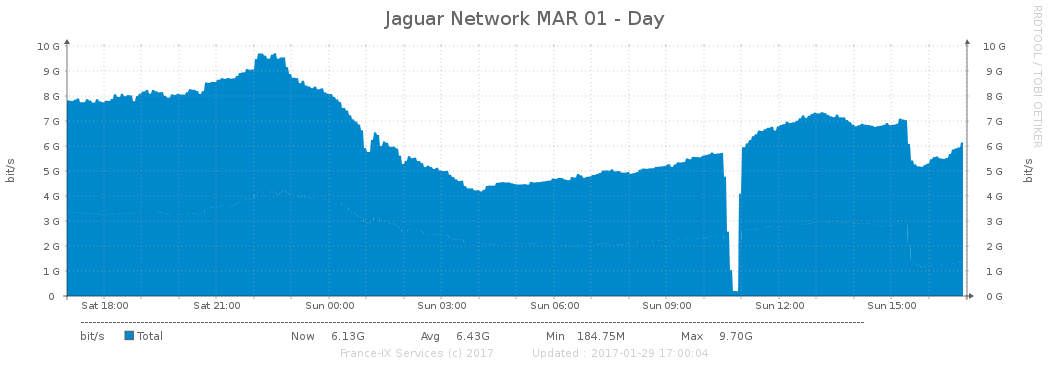 Jaguar Network MAR 01 - Day
RRDTOOL / TOBI OETIKER
bit/s
10 G
9 G
8 G
7 G
6 G
5 G
4 G
3 G
2 G
1 G
0
10 G
9 G
8 G
7 G
6 G
5 G
4 G
3 G
2 G
1 G
0 G
bit/s
Sat 18:00 Sat 21:00 Sun 00:00 Sun 03:00 Sun 06:00 Sun 09:00 Sun 12:00 Sun 15:00
bit/s Total Now 6.13G Avg 6.43G Min 184.75M Max 9.70G
France-IX Services (c) 2017 Updated : 2017-01-29 17:00:04